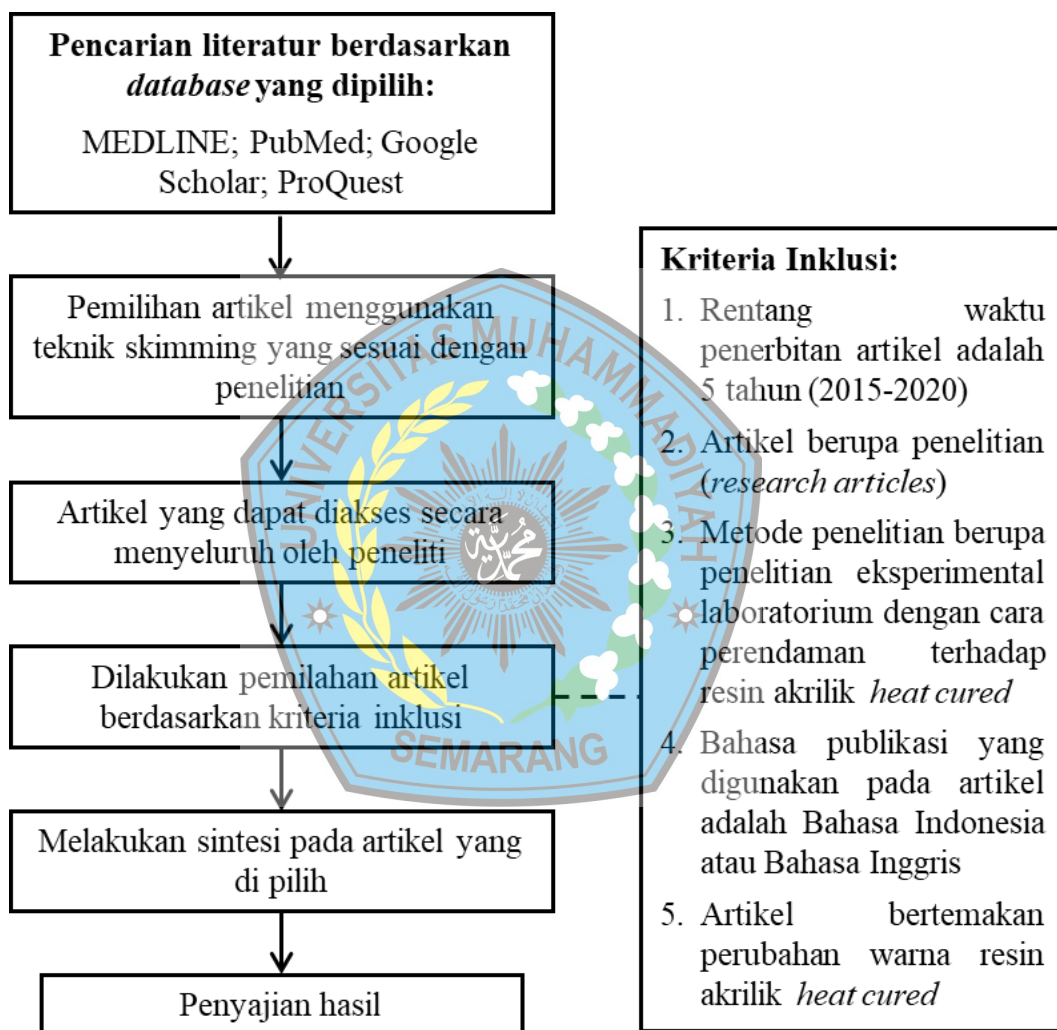 Pencarian literatur berdasarkan
database yang dipilih:
MEDLINE; PubMed; Google
Scholar; ProQuest
Pemilihan artikel menggunakan
teknik skimming yang sesuai dengan
penelitian
Artikel yang dapat diakses secara
menyeluruh oleh peneliti
Dilakukan pemilahan artikel
berdasarkan kriteria inklusi
Melakukan sintesi pada artikel yang
di pilih
Penyajian hasil
Kriteria Inklusi:
1. Rentang waktu
penerbitan artikel adalah
5 tahun (2015-2020)
2. Artikel berupa penelitian
(research articles)
3. Metode penelitian berupa
penelitian eksperimental
laboratorium dengan cara
perendaman terhadap
resin akrilik heat cured
4. Bahasa publikasi yang
digunakan pada artikel
adalah Bahasa Indonesia
atau Bahasa Inggris
5. Artikel bertemakan
perubahan warna resin
akrilik heat cured
UNIVERSITAS MUHAMMADIYAH
SEMARANG